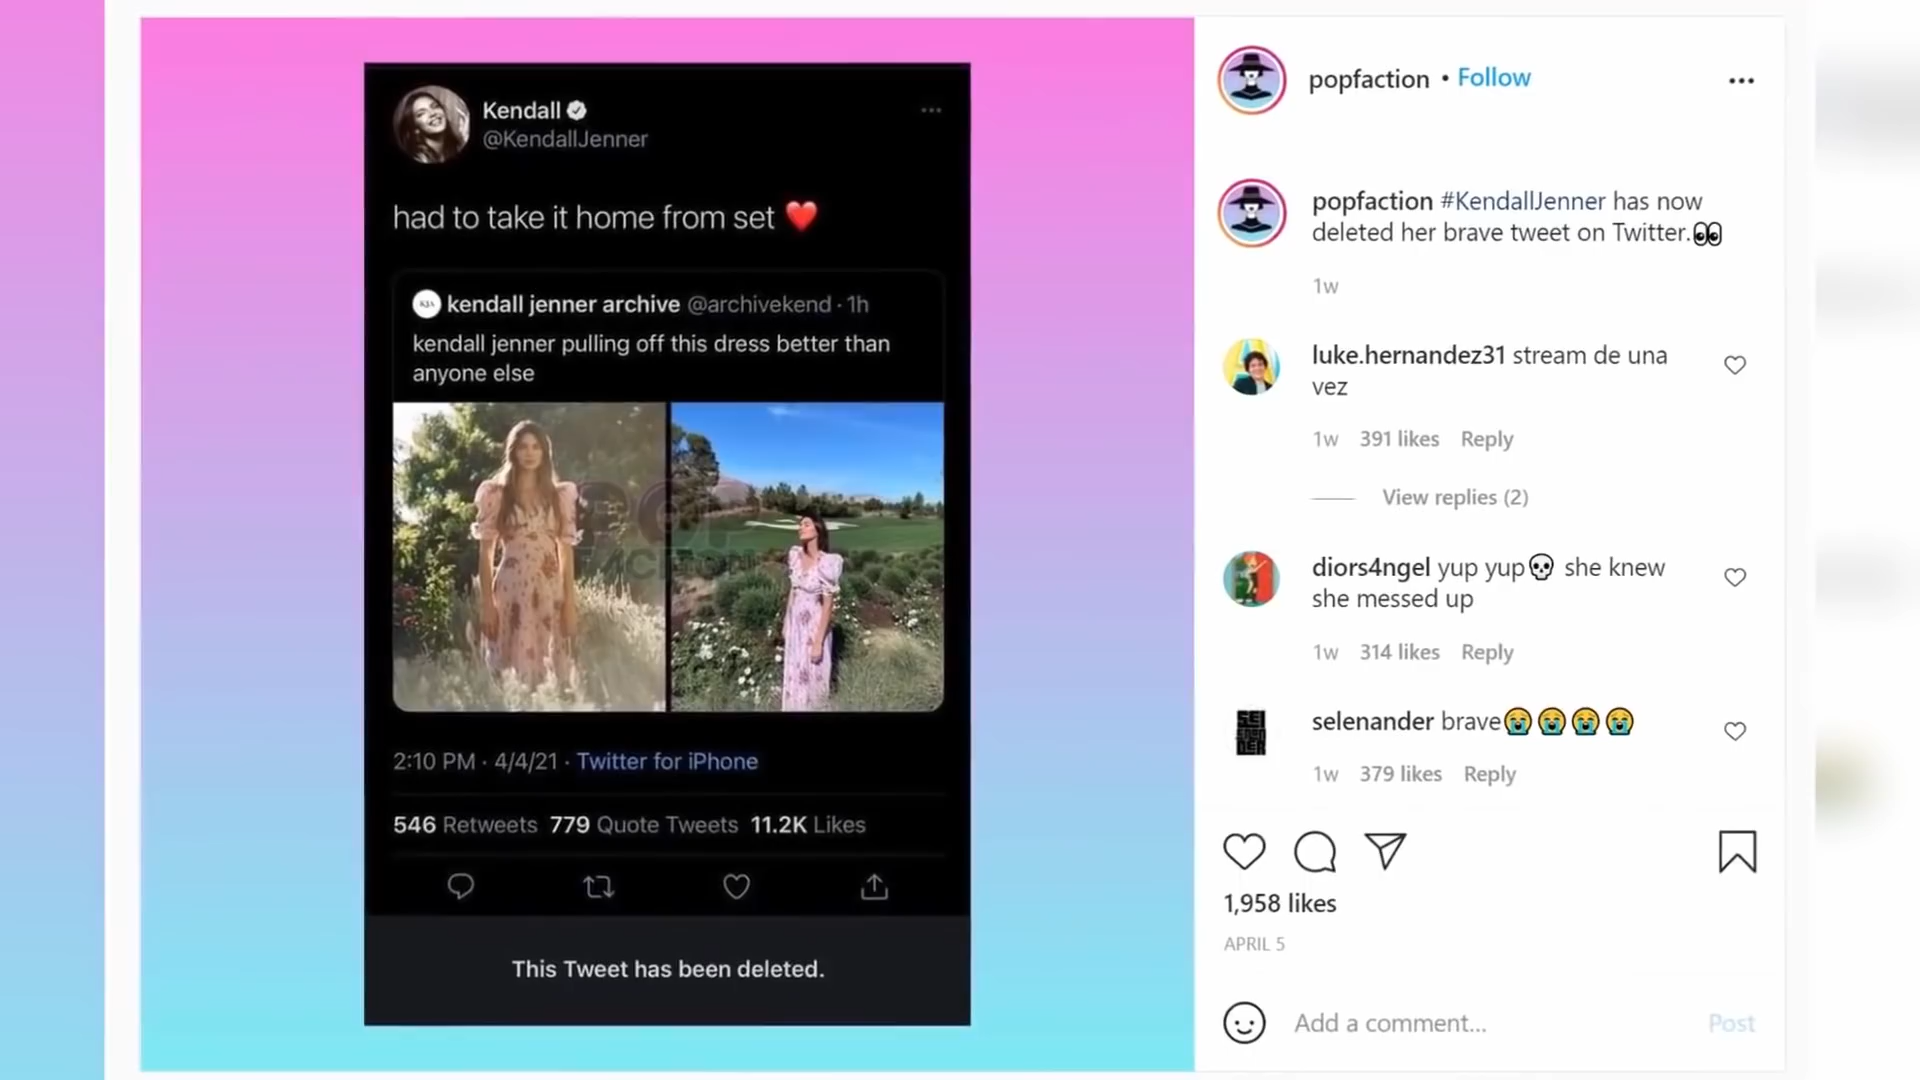 Kendall
@KendallJenner
had to take it home from set ❤️
kendall jenner archive @archivekend · 1h
kendall jenner pulling off this dress better than
anyone else
POP
FACTION
2:10 PM · 4/4/21 · Twitter for iPhone
546 Retweets 779 Quote Tweets 11.2K Likes
This Tweet has been deleted.
popfaction • Follow
popfaction #KendallJenner has now
deleted her brave tweet on Twitter.👀
1w
luke.hernandez31 stream de una
vez
1w 391 likes Reply
View replies (2)
diors4ngel yup yup💀 she knew
she messed up
1w 314 likes Reply
selenander brave😭😭😭😭
1w 379 likes Reply
1,958 likes
APRIL 5
Add a comment...
Post